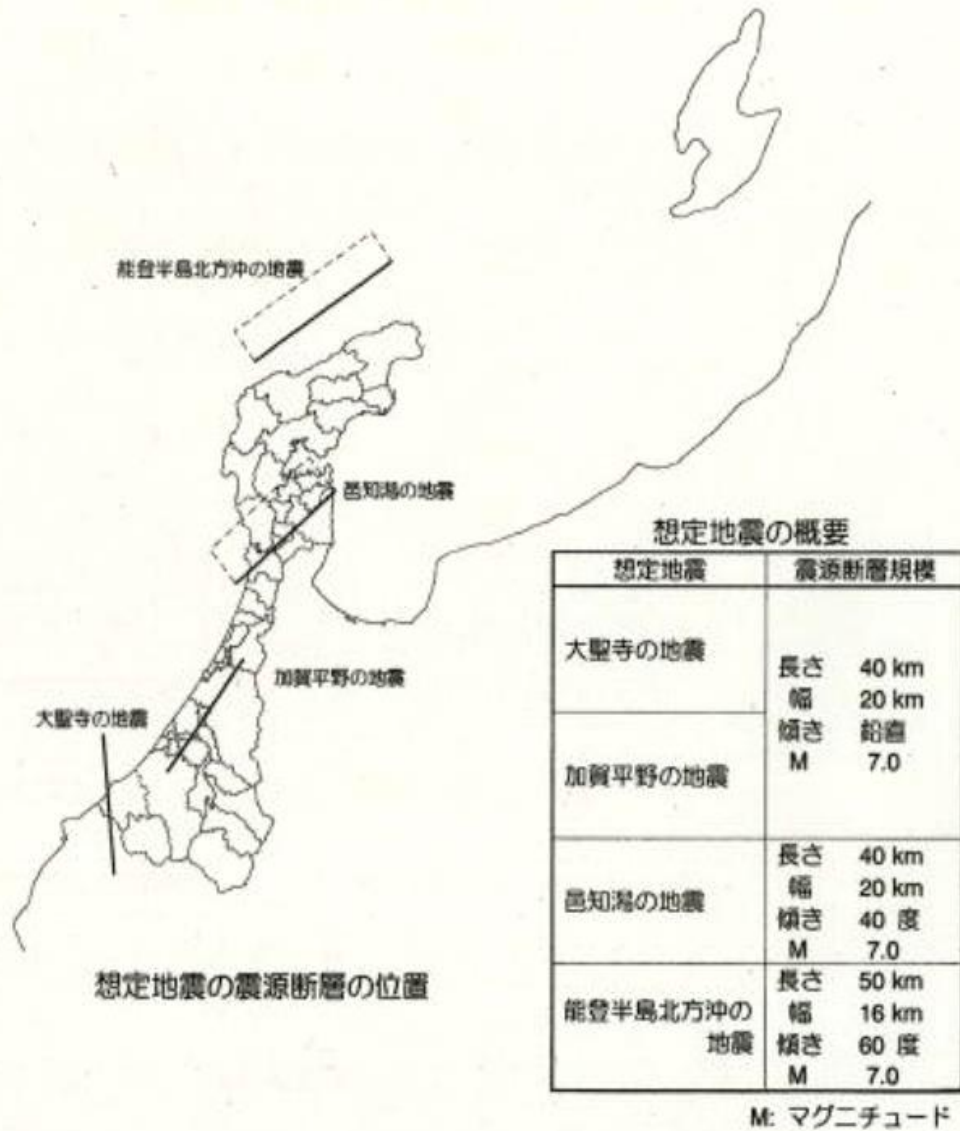 能登半島北方沖の地震
邑知潟の地震
加賀平野の地震
大聖寺の地震
想定地震の震源断層の位置
想定地震の概要
想定地震 震源断層規模
大聖寺の地震
加賀平野の地震
長さ 40 km
幅 20 km
傾き 鉛直
M 7.0
邑知潟の地震
長さ 40 km
幅 20 km
傾き 40 度
M 7.0
能登半島北方沖の
地震
長さ 50 km
幅 16 km
傾き 60 度
M 7.0
M: マグニチュード